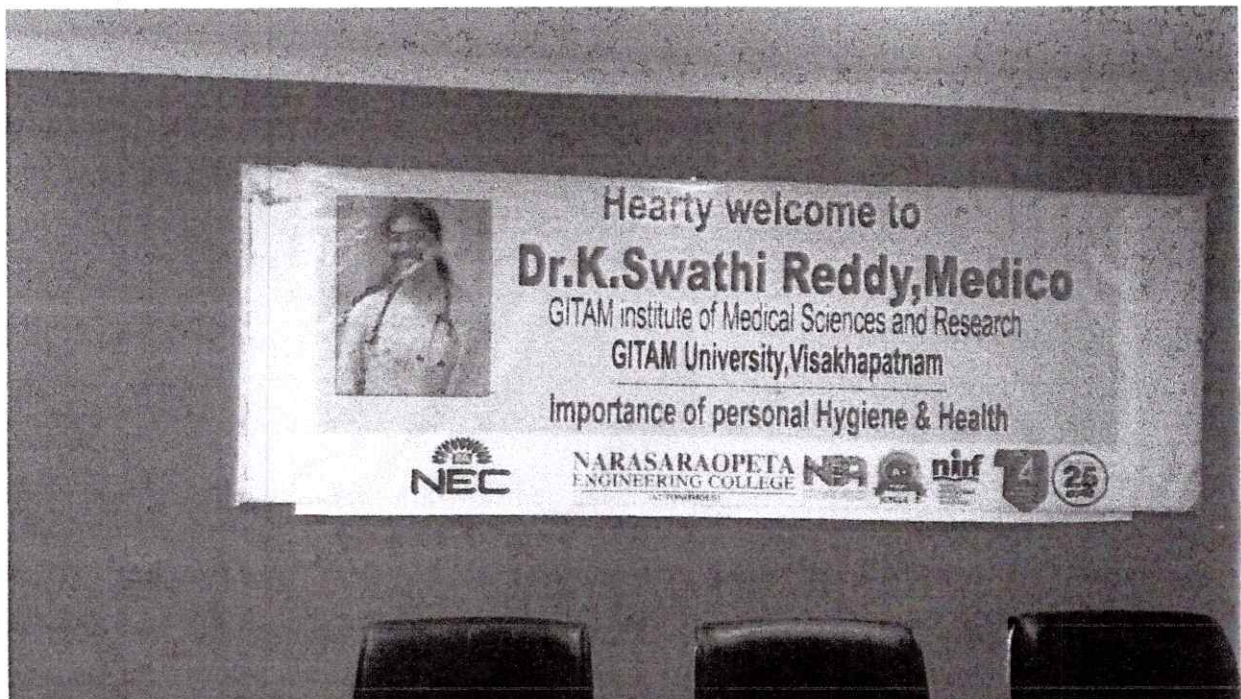 Hearty welcome to
Dr.K.Swathi Reddy,Medico
GITAM institute of Medical Sciences and Research
GITAM University,Visakhapatnam
Importance of personal Hygiene & Health
NEC
NARASARAOPETA
ENGINEERING COLLEGE
nirf
4
25